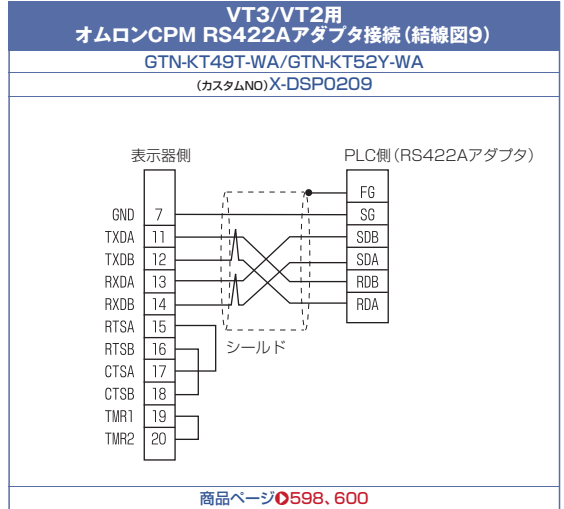 VT3/VT2用
オムロンCPM RS422Aアダプタ接続（結線図9）
GTN-KT49T-WA/GTN-KT52Y-WA
（カスタムNO）X-DSP0209
表示器側 PLC側（RS422Aアダプタ）
FG
GND 7 SG
TXDA 11 SDB
TXDB 12 SDA
RXDA 13 RDB
RXDB 14 RDA
RTSA 15
RTSB 16 シールド
CTSA 17
CTSB 18
TMR1 19
TMR2 20
商品ページ598、600